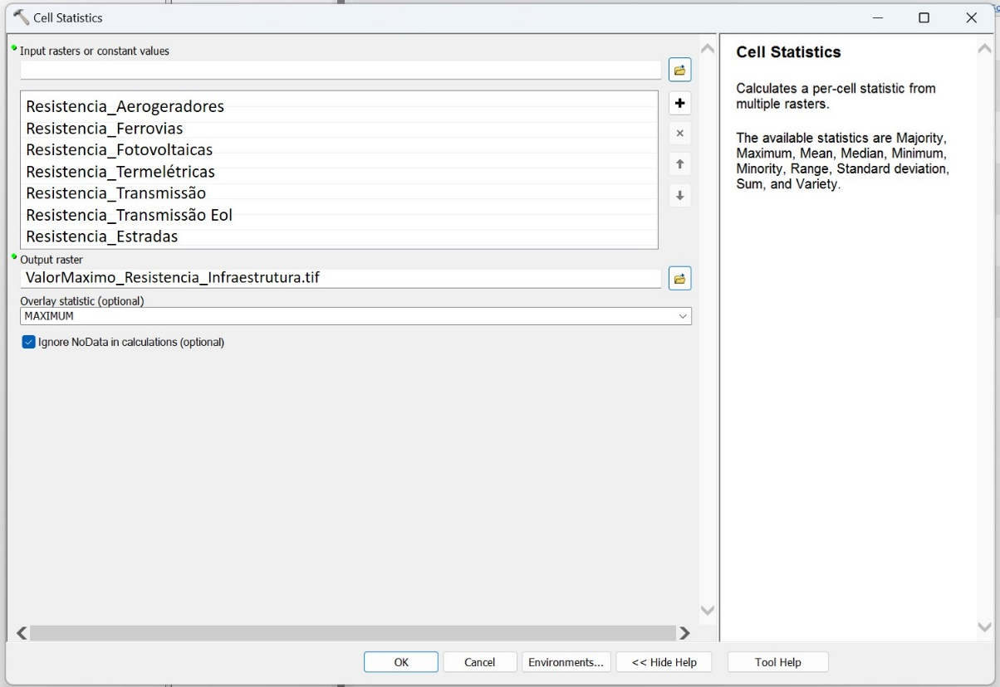 Cell Statistics
Input rasters or constant values
Resistencia_Aerogeradores
Resistencia_Ferrovias
Resistencia_Fotovoltaicas
Resistencia_Termelétricas
Resistencia_Transmissão
Resistencia_Transmissão Eol
Resistencia_Estradas
Output raster
ValorMaximo_Resistencia_Infraestrutura.tif
Overlay statistic (optional)
MAXIMUM
Ignore NoData in calculations (optional)
OK
Cancel
Environments...
<< Hide Help
Tool Help
Cell Statistics
Calculates a per-cell statistic from
multiple rasters.
The available statistics are Majority,
Maximum, Mean, Median, Minimum,
Minority, Range, Standard deviation,
Sum, and Variety.